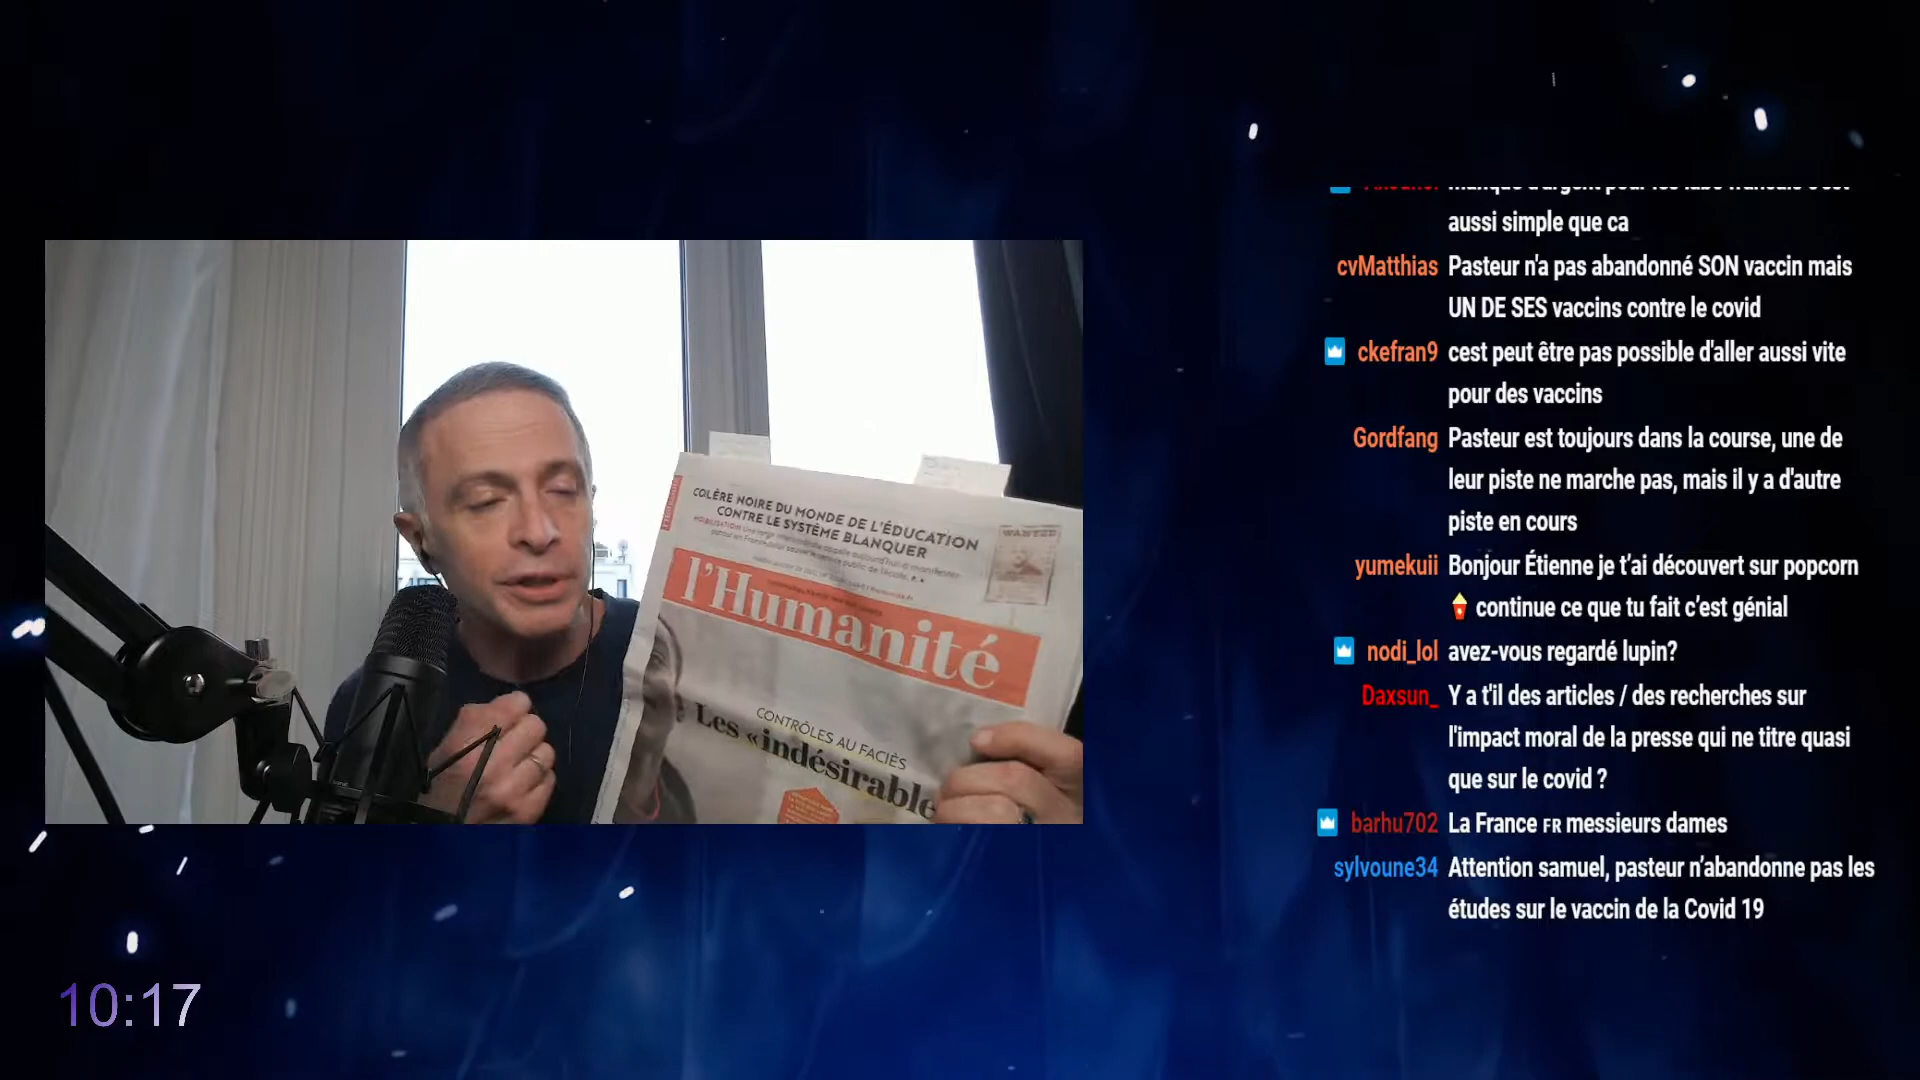 COLÈRE NOIRE DU MONDE DE L'ÉDUCATION
CONTRE LE SYSTÈME BLANQUER
WANTED
l'Humanité
CONTRÔLES AU FACIÈS
Les «indésirable
aussi simple que ca
cvMatthias Pasteur n'a pas abandonné SON vaccin mais
UN DE SES vaccins contre le covid
ckefran9 cest peut être pas possible d'aller aussi vite
pour des vaccins
Gordfang Pasteur est toujours dans la course, une de
leur piste ne marche pas, mais il y a d'autre
piste en cours
yumekuii Bonjour Étienne je t’ai découvert sur popcorn
🍿 continue ce que tu fait c’est génial
nodi_lol avez-vous regardé lupin?
Daxsun_ Y a t'il des articles / des recherches sur
l'impact moral de la presse qui ne titre quasi
que sur le covid ?
barhu702 La France FR messieurs dames
sylvoune34 Attention samuel, pasteur n’abandonne pas les
études sur le vaccin de la Covid 19
10:17